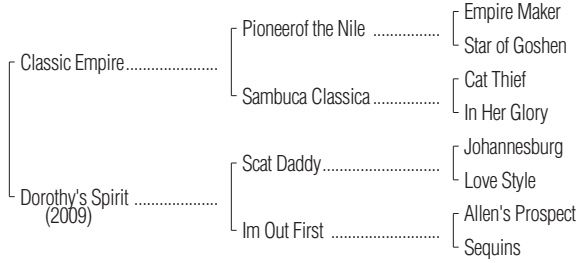 Empire Maker
Pioneerof the Nile ................
Star of Goshen
Classic Empire......................
Cat Thief
Sambuca Classica................
In Her Glory
Johannesburg
Scat Daddy............................
Love Style
Dorothy's Spirit ....................
(2009)
Allen's Prospect
Im Out First ..........................
Sequins